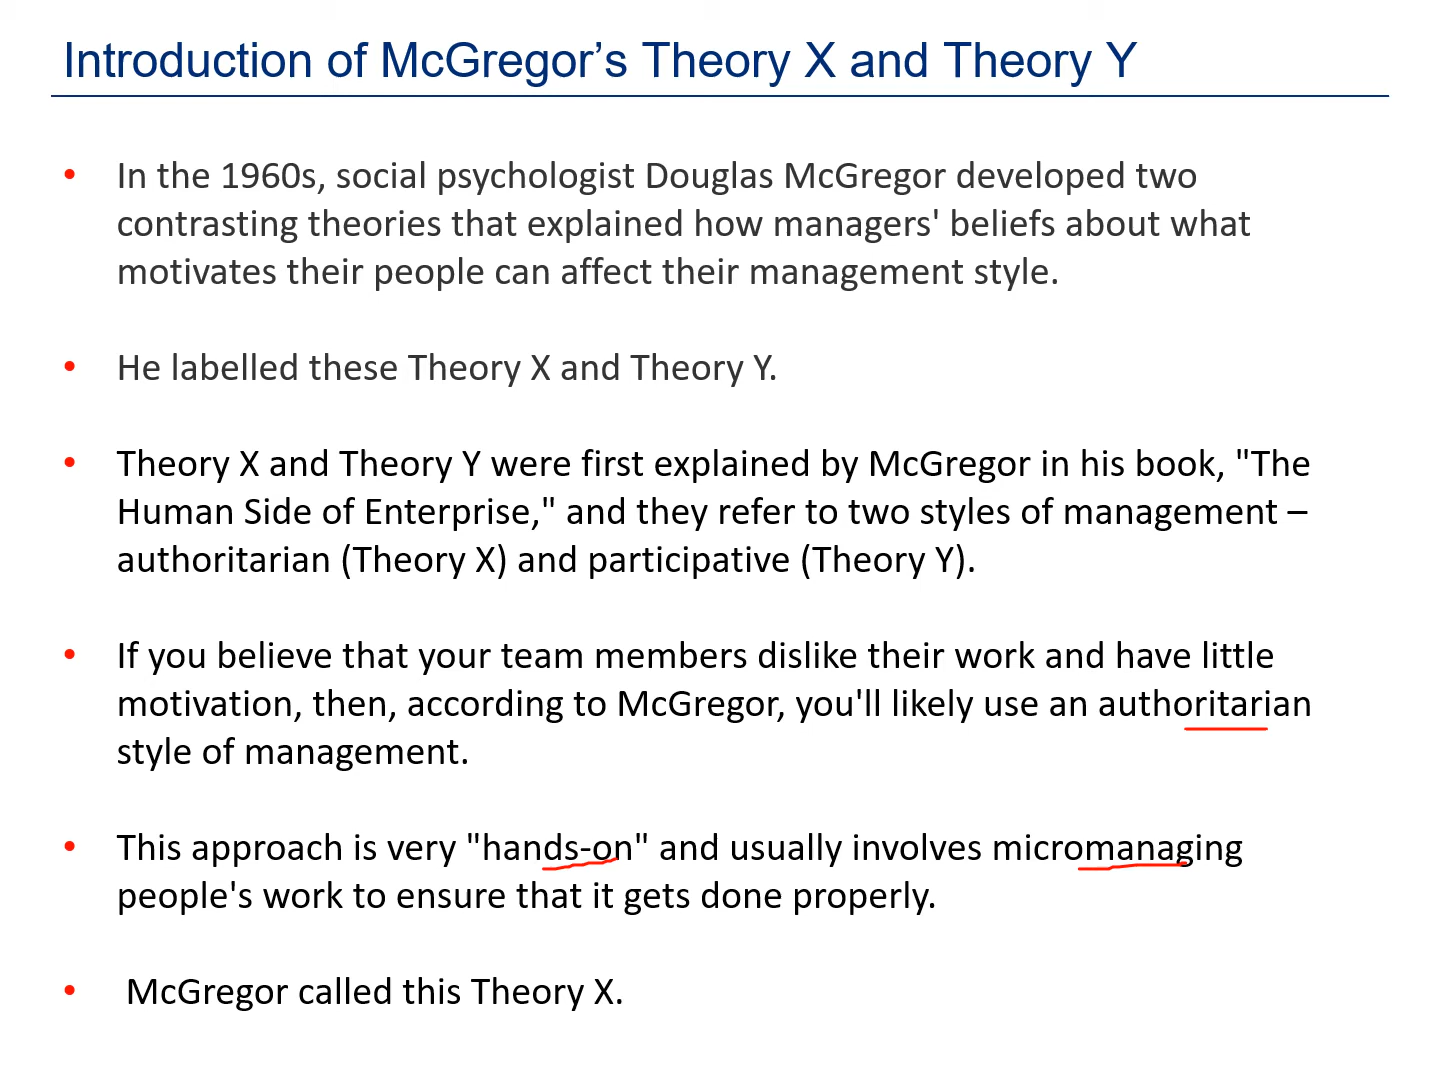 Introduction of McGregor’s Theory X and Theory Y
• In the 1960s, social psychologist Douglas McGregor developed two
contrasting theories that explained how managers' beliefs about what
motivates their people can affect their management style.
• He labelled these Theory X and Theory Y.
• Theory X and Theory Y were first explained by McGregor in his book, "The
Human Side of Enterprise," and they refer to two styles of management –
authoritarian (Theory X) and participative (Theory Y).
• If you believe that your team members dislike their work and have little
motivation, then, according to McGregor, you'll likely use an authoritarian
style of management.
• This approach is very "hands-on" and usually involves micromanaging
people's work to ensure that it gets done properly.
• McGregor called this Theory X.